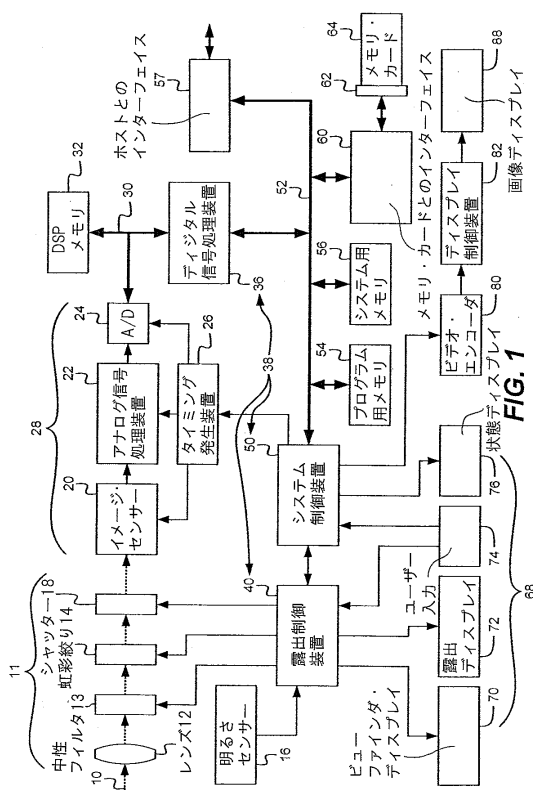 11
中性
フィルタ13
虹彩絞り14
シャッター18
10
レンズ12
28
イメージ・
センサー
20
アナログ信号
処理装置
22
A/D
24
タイミング
発生装置
26
DSP
メモリ
32
30
ディジタル
信号処理装置
36
38
ホストとの
インターフェイス
57
明るさ
センサー
16
露出制御
装置
40
システム
制御装置
50
52
プログラム
用メモリ
54
システム用
メモリ
56
60
62
メモリ・
カード
64
メモリ・カードとのインターフェイス
ビュー
ファインダ・
ディスプレイ
70
露出
ディスプレイ
72
ユーザー
入力
74
状態ディスプレイ
76
68
ビデオ・
エンコーダ
80
ディスプレイ
制御装置
82
画像ディスプレイ
88
FIG. 1